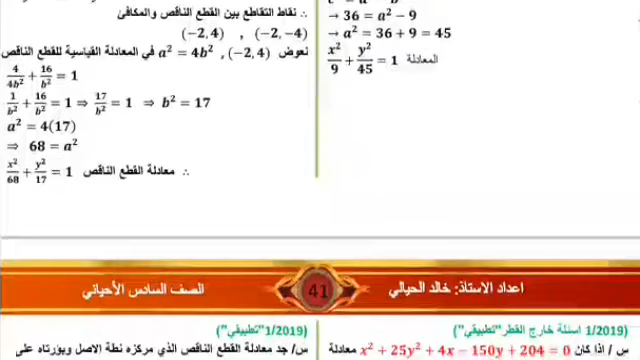 → 36 = a² − 9
→ a² = 36 + 9 = 45
x²/9 + y²/45 = 1 المعادلة
∴ نقاط التقاطع بين القطع الناقص والمكافئ
(−2, 4) , (−2, −4)
نعوض (−2, 4) , a² = 4b² في المعادلة القياسية للقطع الناقص
4/4b² + 16/b² = 1
1/b² + 16/b² = 1 ⇒ 17/b² = 1 ⇒ b² = 17
a² = 4(17)
⇒ 68 = a²
∴ معادلة القطع الناقص x²/68 + y²/17 = 1
اعداد الاستاذ: خالد الحيالي 41 الصف السادس الأحيائي
1/2019 اسئلة خارج القطر"تطبيقي")
س / اذا كان x² + 25y² + 4x − 150y + 204 = 0 معادلة
(1/2019"تطبيقي")
س/ جد معادلة القطع الناقص الذي مركزه نطة الاصل وبؤرتاه على